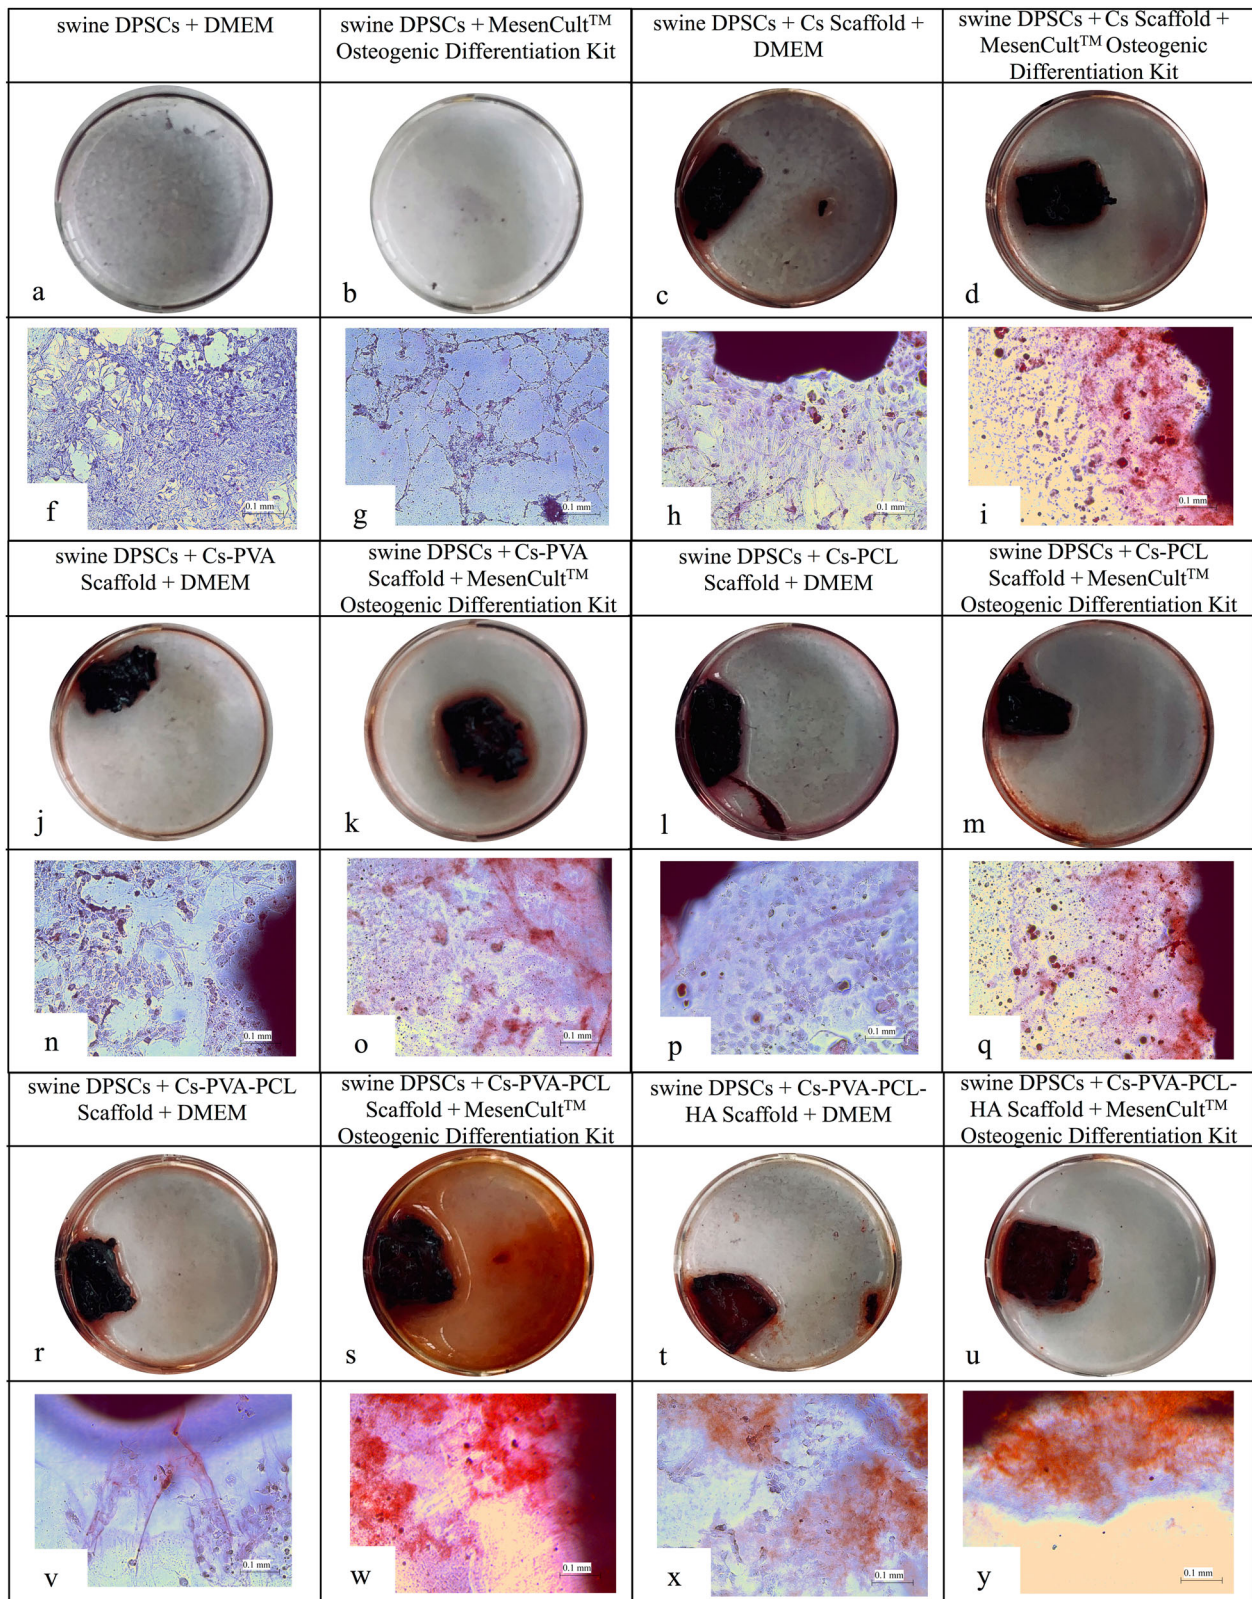 swine DPSCs + DMEM
swine DPSCs + MesenCult™
Osteogenic Differentiation Kit
swine DPSCs + Cs Scaffold +
DMEM
swine DPSCs + Cs Scaffold +
MesenCult™ Osteogenic
Differentiation Kit
a
b
c
d
f
0.1 mm
g
0.1 mm
h
0.1 mm
i
0.1 mm
swine DPSCs + Cs-PVA
Scaffold + DMEM
swine DPSCs + Cs-PVA
Scaffold + MesenCult™
Osteogenic Differentiation Kit
swine DPSCs + Cs-PCL
Scaffold + DMEM
swine DPSCs + Cs-PCL
Scaffold + MesenCult™
Osteogenic Differentiation Kit
j
k
l
m
n
0.1 mm
o
0.1 mm
p
0.1 mm
q
0.1 mm
swine DPSCs + Cs-PVA-PCL
Scaffold + DMEM
swine DPSCs + Cs-PVA-PCL
Scaffold + MesenCult™
Osteogenic Differentiation Kit
swine DPSCs + Cs-PVA-PCL-
HA Scaffold + DMEM
swine DPSCs + Cs-PVA-PCL-
HA Scaffold + MesenCult™
Osteogenic Differentiation Kit
r
s
t
u
v
0.1 mm
w
0.1 mm
x
0.1 mm
y
0.1 mm